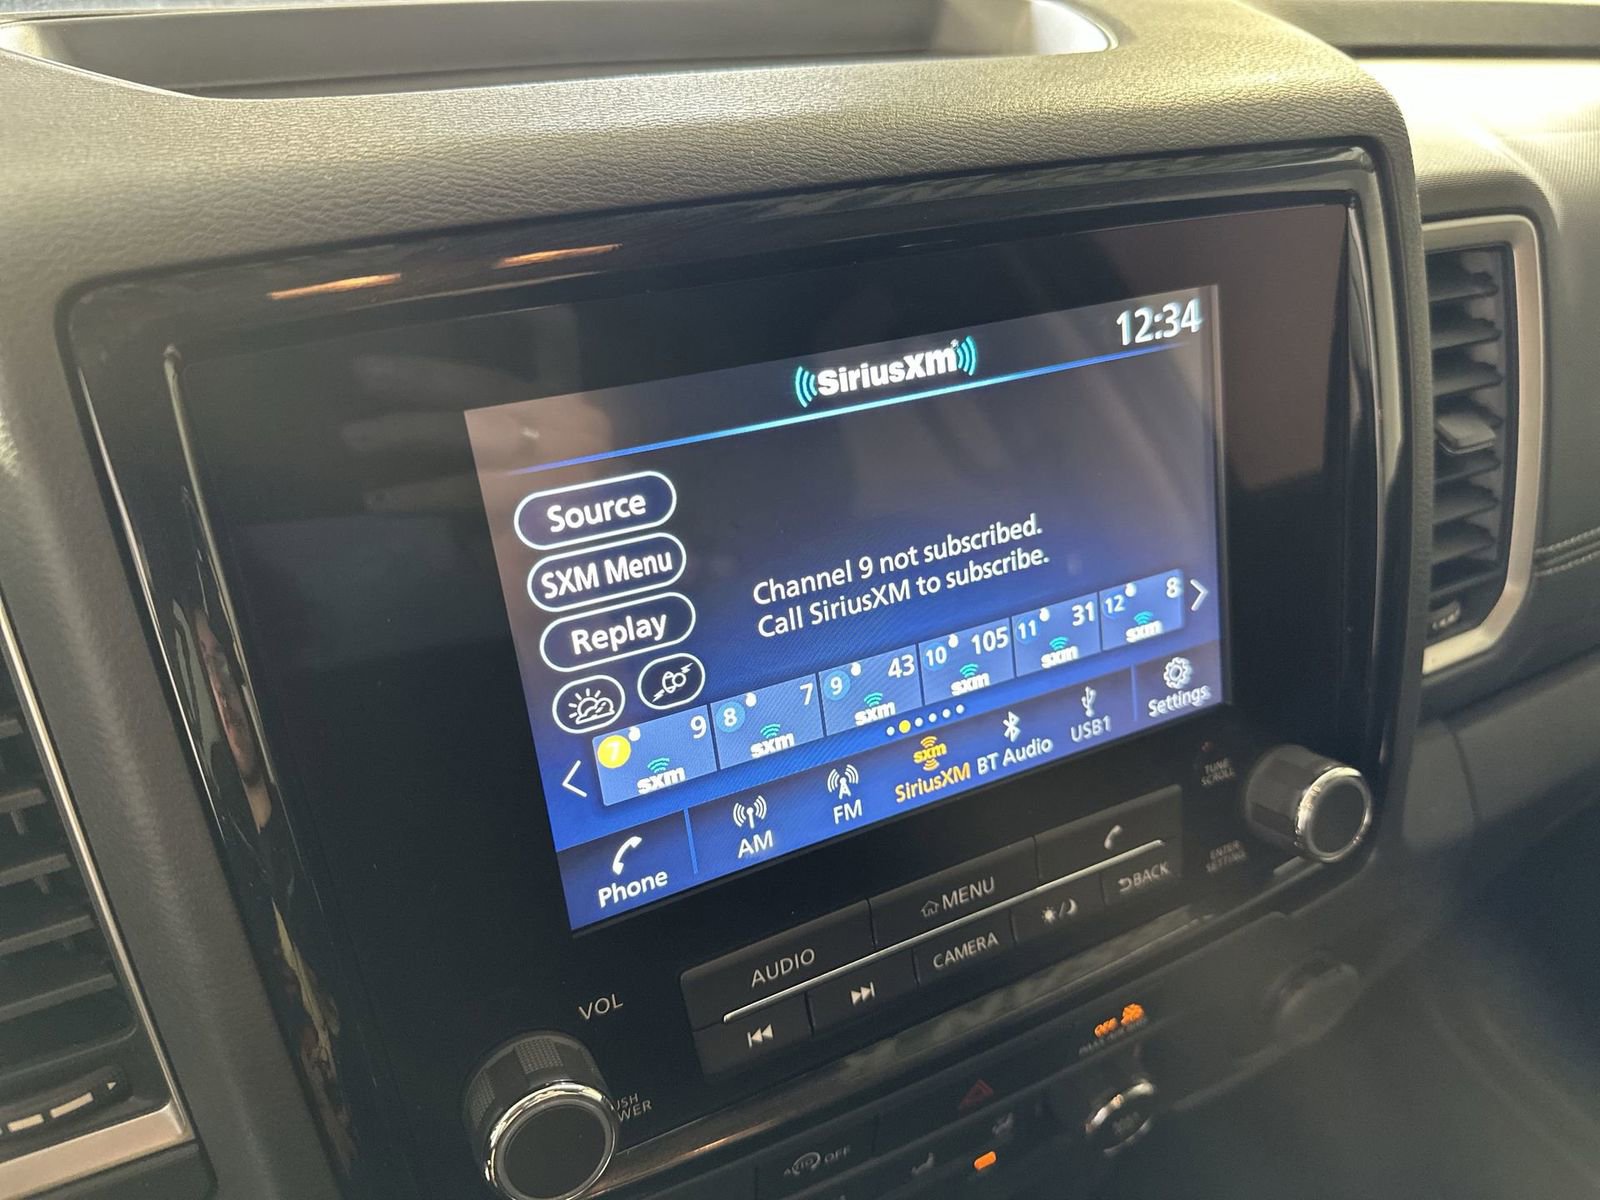 12:34
SiriusXM
Source
SXM Menu
Replay
Channel 9 not subscribed.
Call SiriusXM to subscribe.
7 9 sxm
8 7 sxm
9 43 sxm
10 105 sxm
11 31 sxm
12 8 sxm
Phone
AM
FM
sxm
SiriusXM
BT Audio
USB1
Settings
TUNE
SCROLL
ENTER
SETTING
AUDIO
MENU
CAMERA
BACK
VOL
OFF